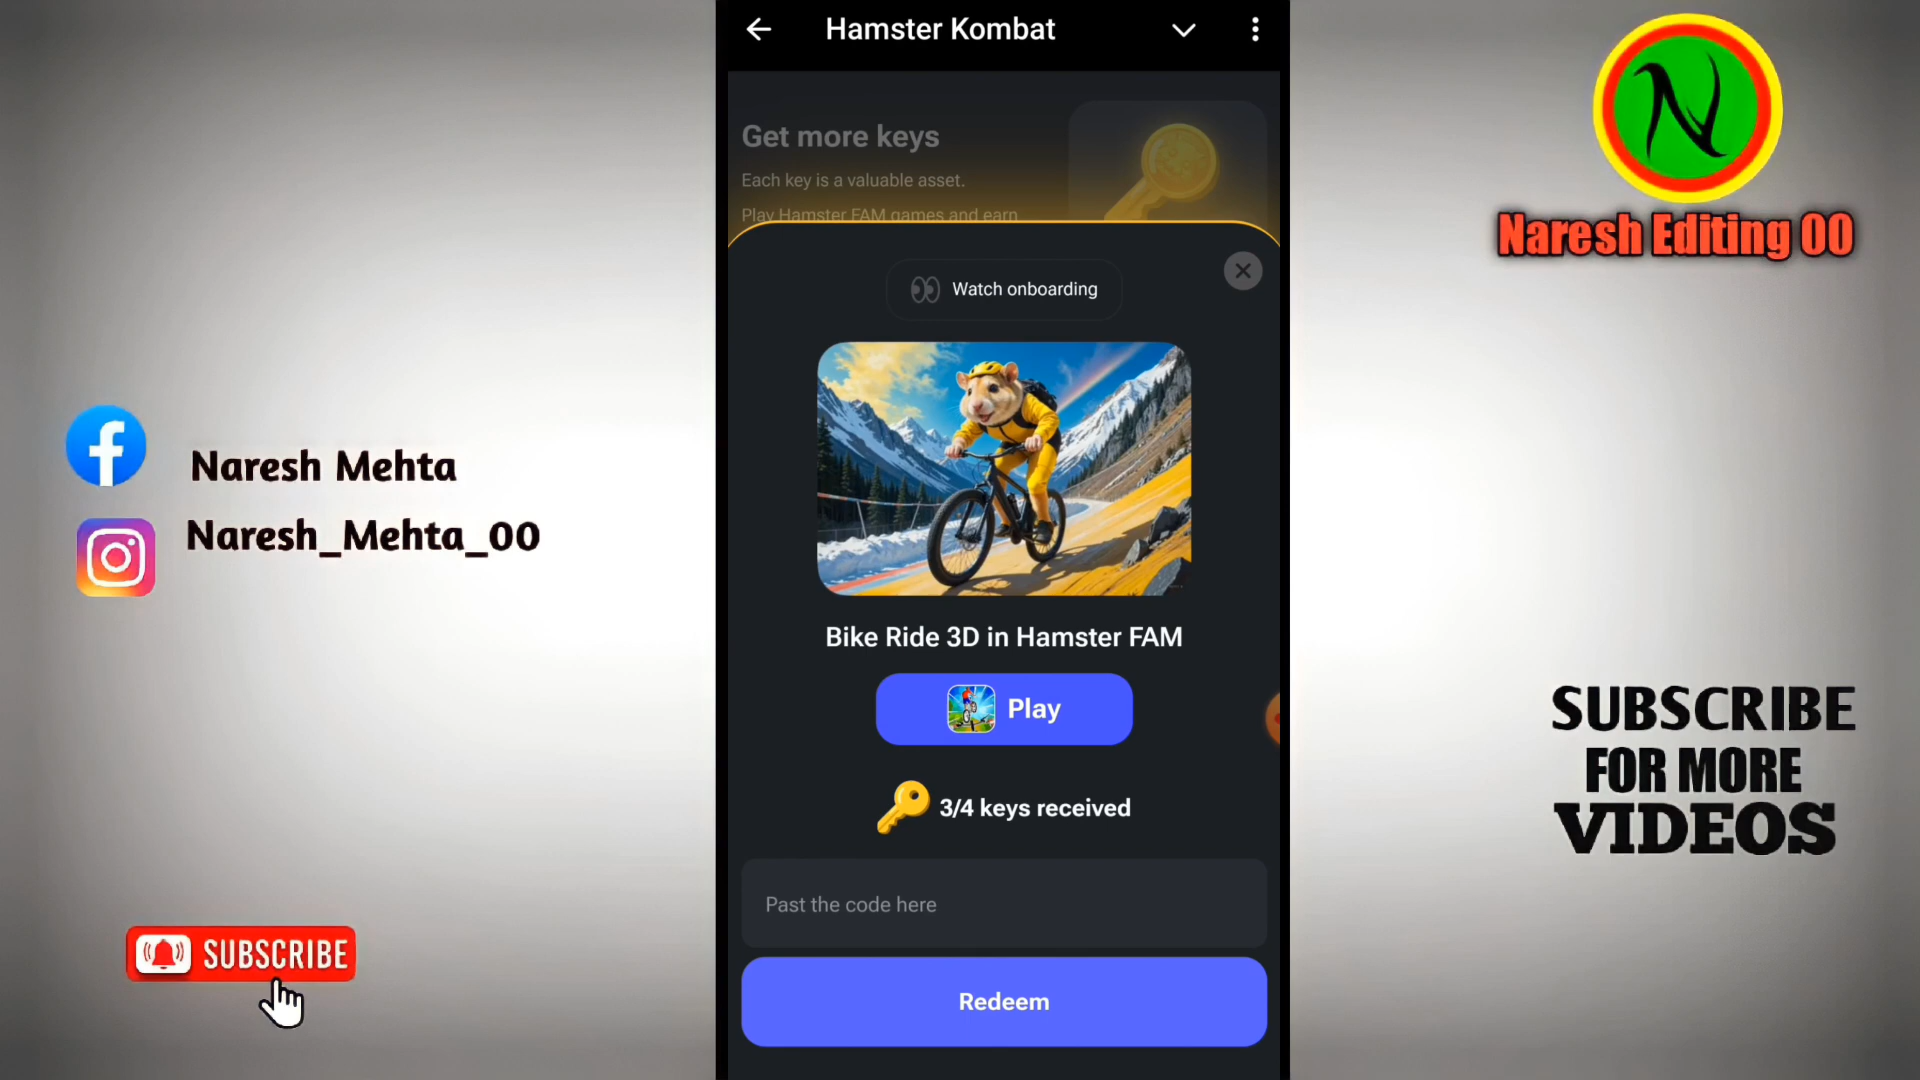 Hamster Kombat
Get more keys
Each key is a valuable asset.
Play Hamster FAM games and earn
Watch onboarding
Bike Ride 3D in Hamster FAM
Play
3/4 keys received
Past the code here
Redeem
Naresh Mehta
Naresh_Mehta_00
SUBSCRIBE
N
Naresh Editing 00
SUBSCRIBE
FOR MORE
VIDEOS